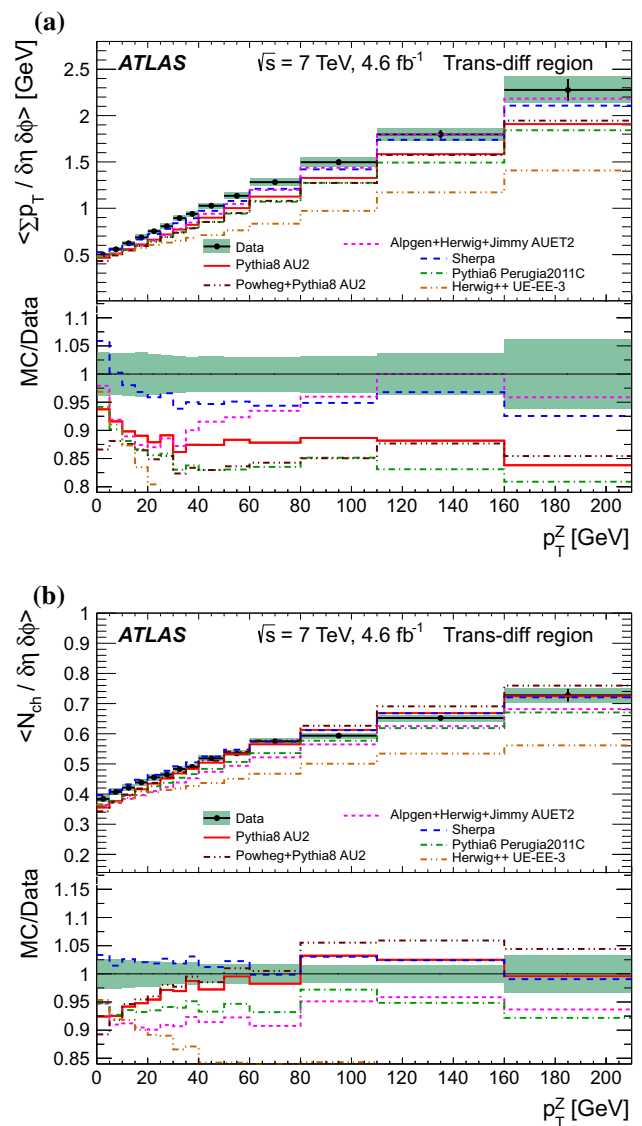 (a)
ATLAS √s = 7 TeV, 4.6 fb⁻¹ Trans-diff region
<∑p_T / δη δφ> [GeV]
2.5
2
1.5
1
0.5
Data
Pythia8 AU2
Powheg+Pythia8 AU2
Alpgen+Herwig+Jimmy AUET2
Sherpa
Pythia6 Perugia2011C
Herwig++ UE-EE-3
MC/Data
1.1
1.05
1
0.95
0.9
0.85
0.8
0 20 40 60 80 100 120 140 160 180 200
p_T^Z [GeV]
(b)
ATLAS √s = 7 TeV, 4.6 fb⁻¹ Trans-diff region
<N_ch / δη δφ>
1
0.9
0.8
0.7
0.6
0.5
0.4
0.3
0.2
Data
Pythia8 AU2
Powheg+Pythia8 AU2
Alpgen+Herwig+Jimmy AUET2
Sherpa
Pythia6 Perugia2011C
Herwig++ UE-EE-3
MC/Data
1.15
1.1
1.05
1
0.95
0.9
0.85
0 20 40 60 80 100 120 140 160 180 200
p_T^Z [GeV]